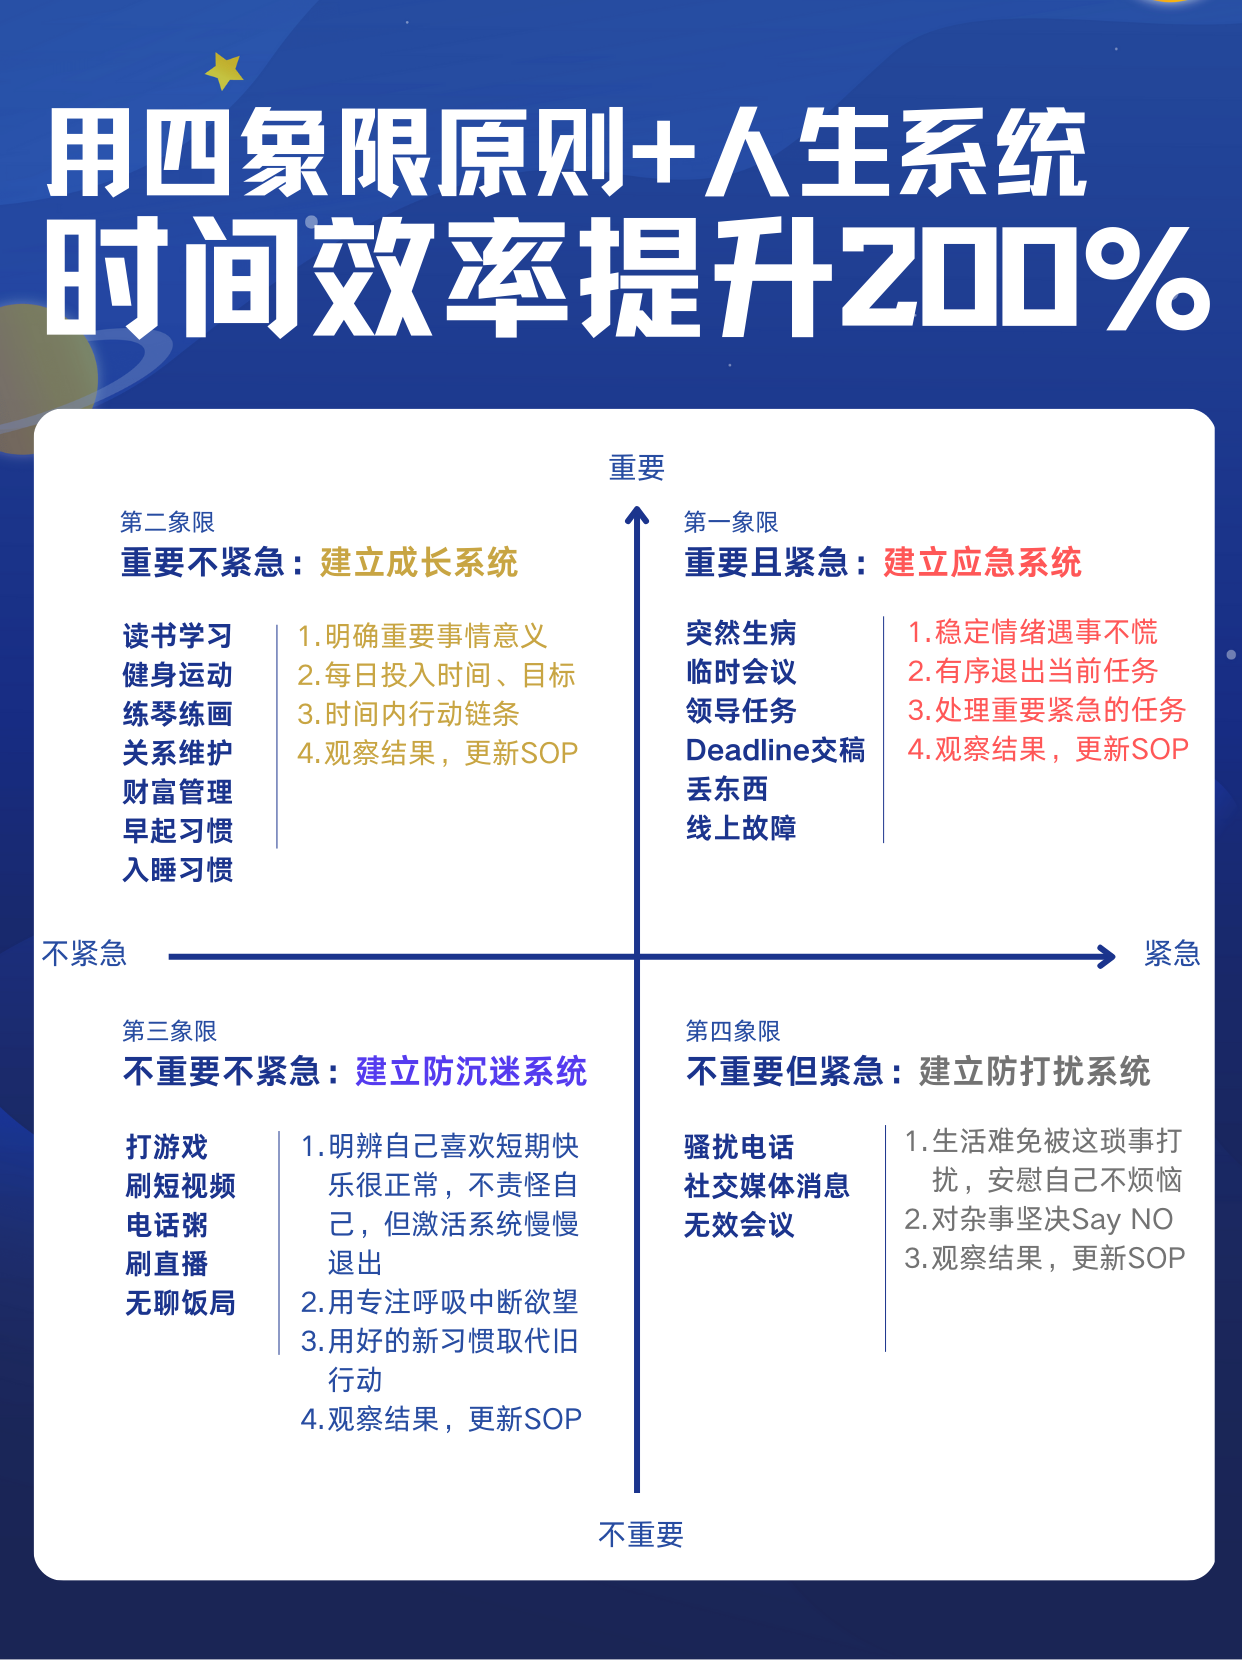 用四象限原则+人生系统
时间效率提升200%
重要
第二象限
重要不紧急：建立成长系统
读书学习
健身运动
练琴练画
关系维护
财富管理
早起习惯
入睡习惯
1.明确重要事情意义
2.每日投入时间、目标
3.时间内行动链条
4.观察结果，更新SOP
第一象限
重要且紧急：建立应急系统
突然生病
临时会议
领导任务
Deadline交稿
丢东西
线上故障
1.稳定情绪遇事不慌
2.有序退出当前任务
3.处理重要紧急的任务
4.观察结果，更新SOP
不紧急
紧急
第三象限
不重要不紧急：建立防沉迷系统
打游戏
刷短视频
电话粥
刷直播
无聊饭局
1.明辨自己喜欢短期快
乐很正常，不责怪自
己，但激活系统慢慢
退出
2.用专注呼吸中断欲望
3.用好的新习惯取代旧
行动
4.观察结果，更新SOP
第四象限
不重要但紧急：建立防打扰系统
骚扰电话
社交媒体消息
无效会议
1.生活难免被这琐事打
扰，安慰自己不烦恼
2.对杂事坚决Say NO
3.观察结果，更新SOP
不重要